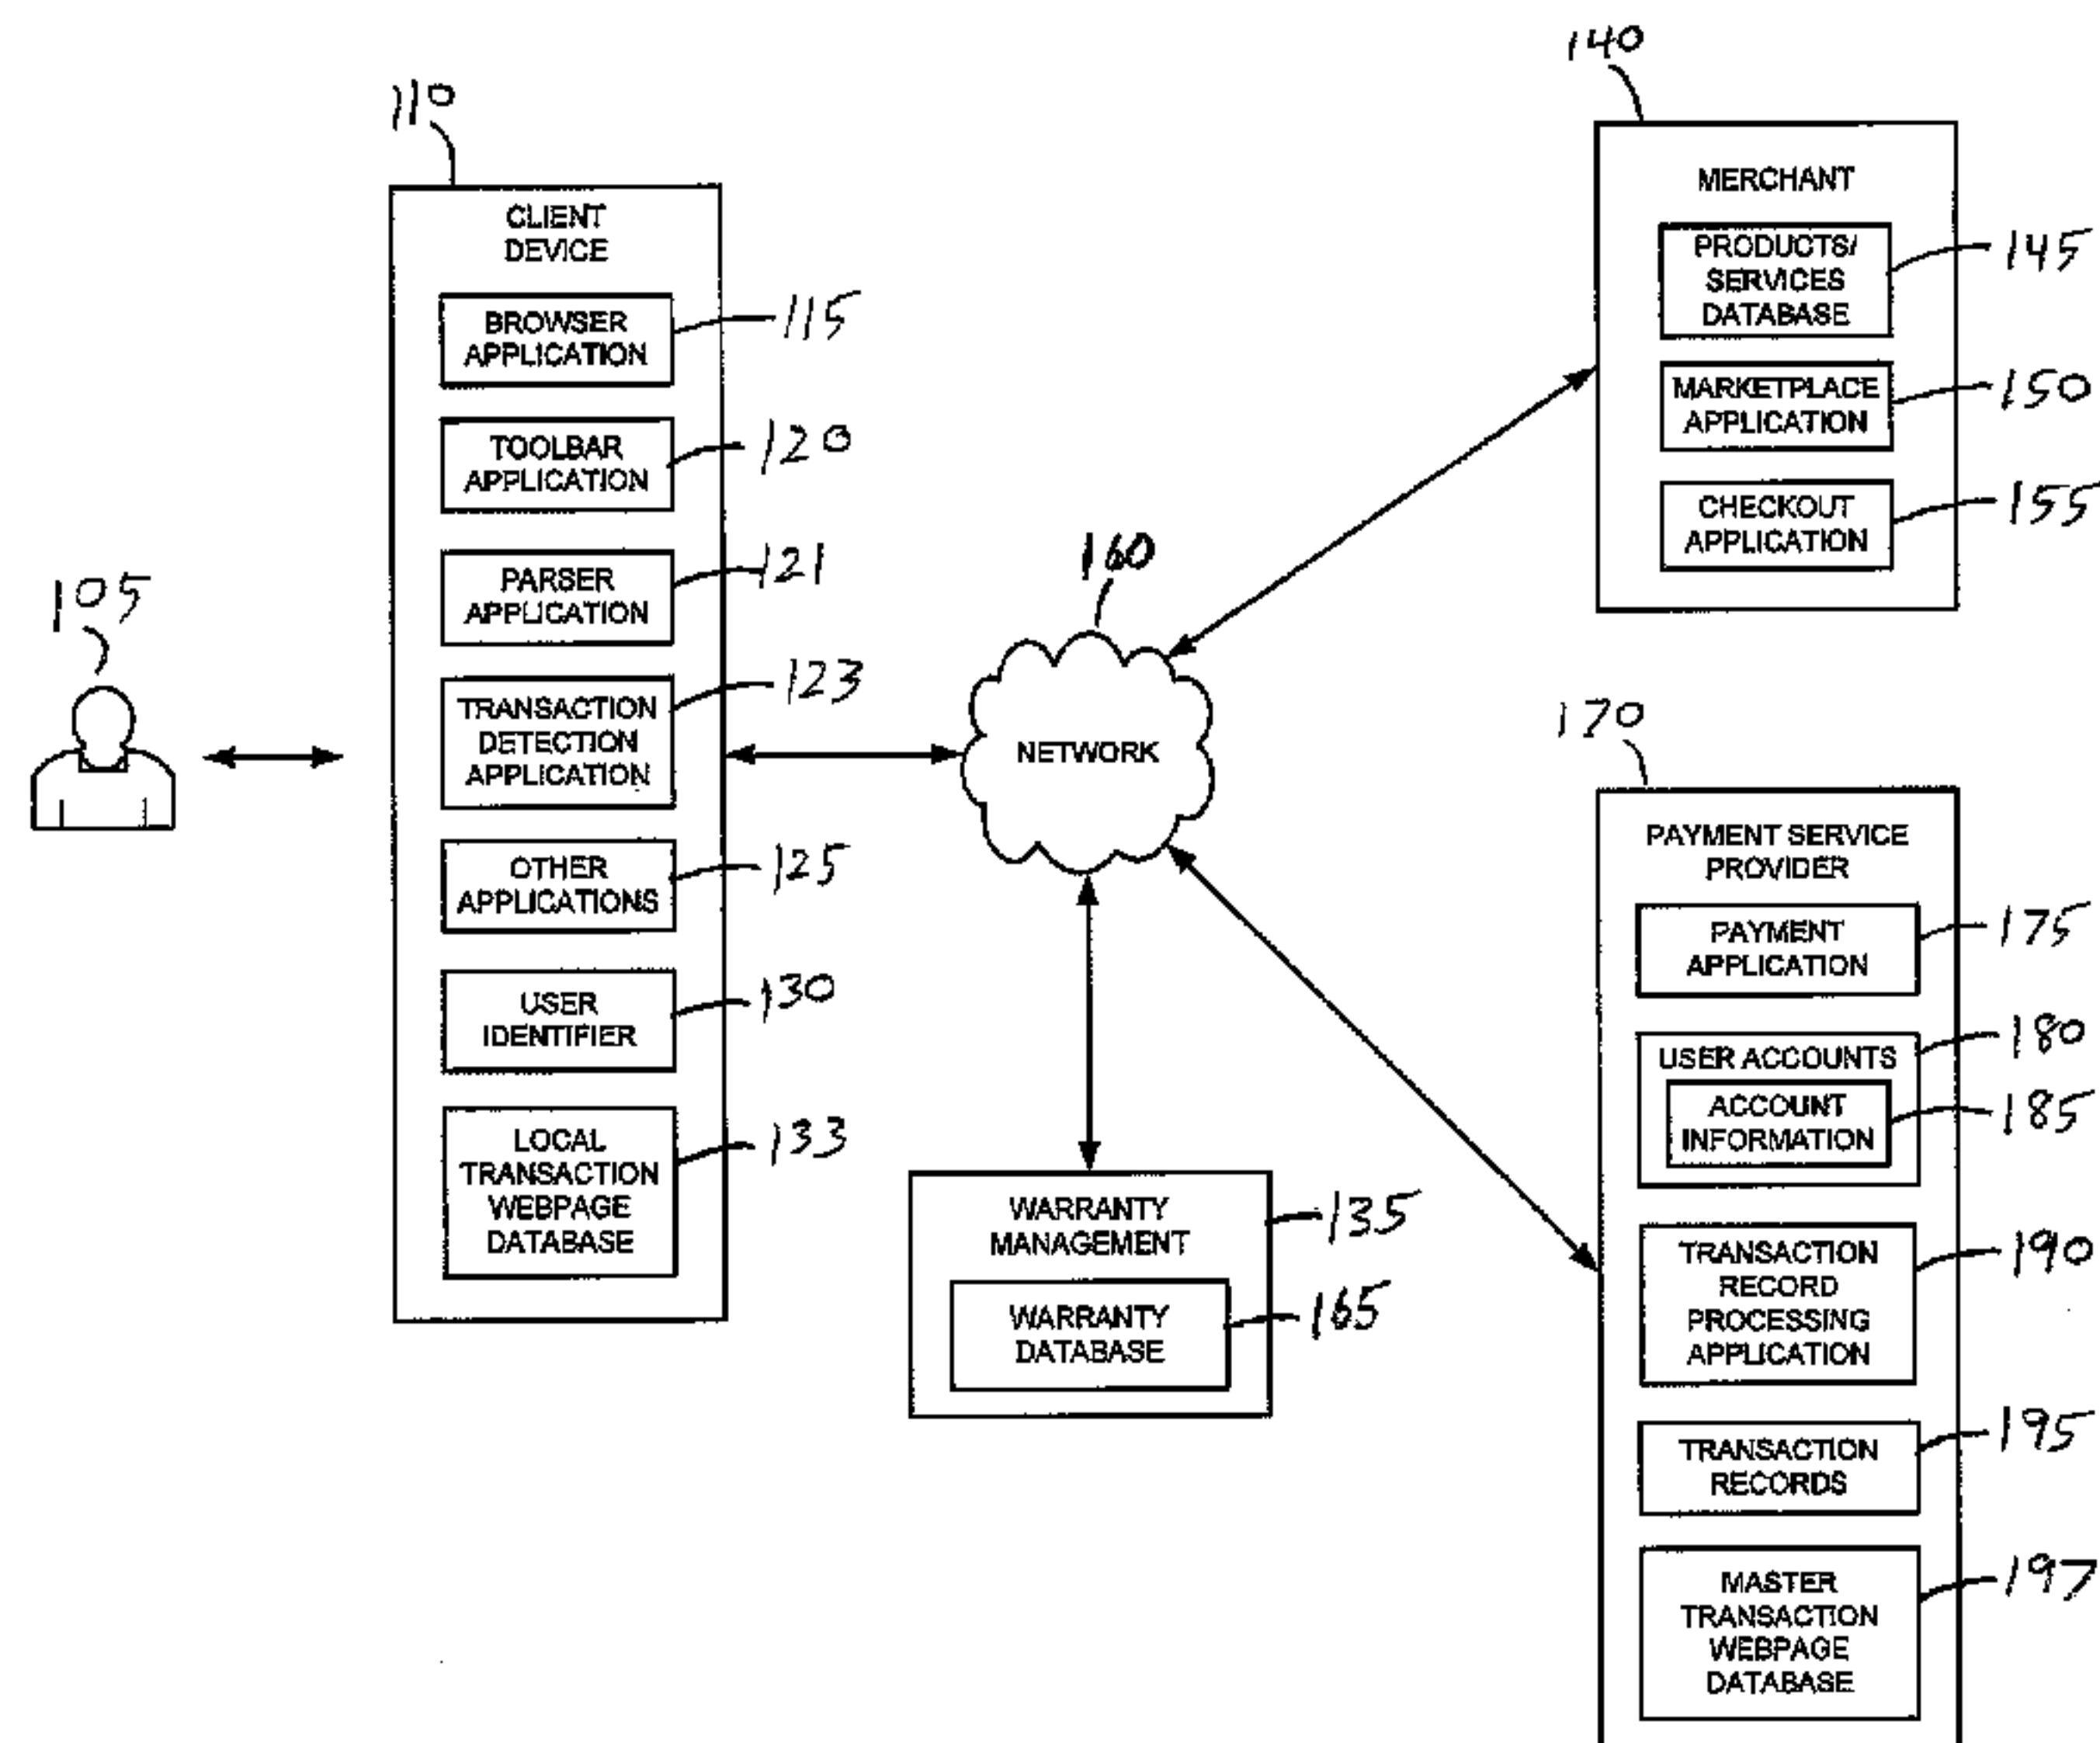 110
CLIENT
DEVICE
BROWSER
APPLICATION
115
TOOLBAR
APPLICATION
120
PARSER
APPLICATION
121
TRANSACTION
DETECTION
APPLICATION
123
OTHER
APPLICATIONS
125
USER
IDENTIFIER
130
LOCAL
TRANSACTION
WEBPAGE
DATABASE
133
105
160
NETWORK
WARRANTY
MANAGEMENT
135
WARRANTY
DATABASE
165
140
MERCHANT
PRODUCTS/
SERVICES
DATABASE
145
MARKETPLACE
APPLICATION
150
CHECKOUT
APPLICATION
155
170
PAYMENT SERVICE
PROVIDER
PAYMENT
APPLICATION
175
USER ACCOUNTS
180
ACCOUNT
INFORMATION
185
TRANSACTION
RECORD
PROCESSING
APPLICATION
190
TRANSACTION
RECORDS
195
MASTER
TRANSACTION
WEBPAGE
DATABASE
197